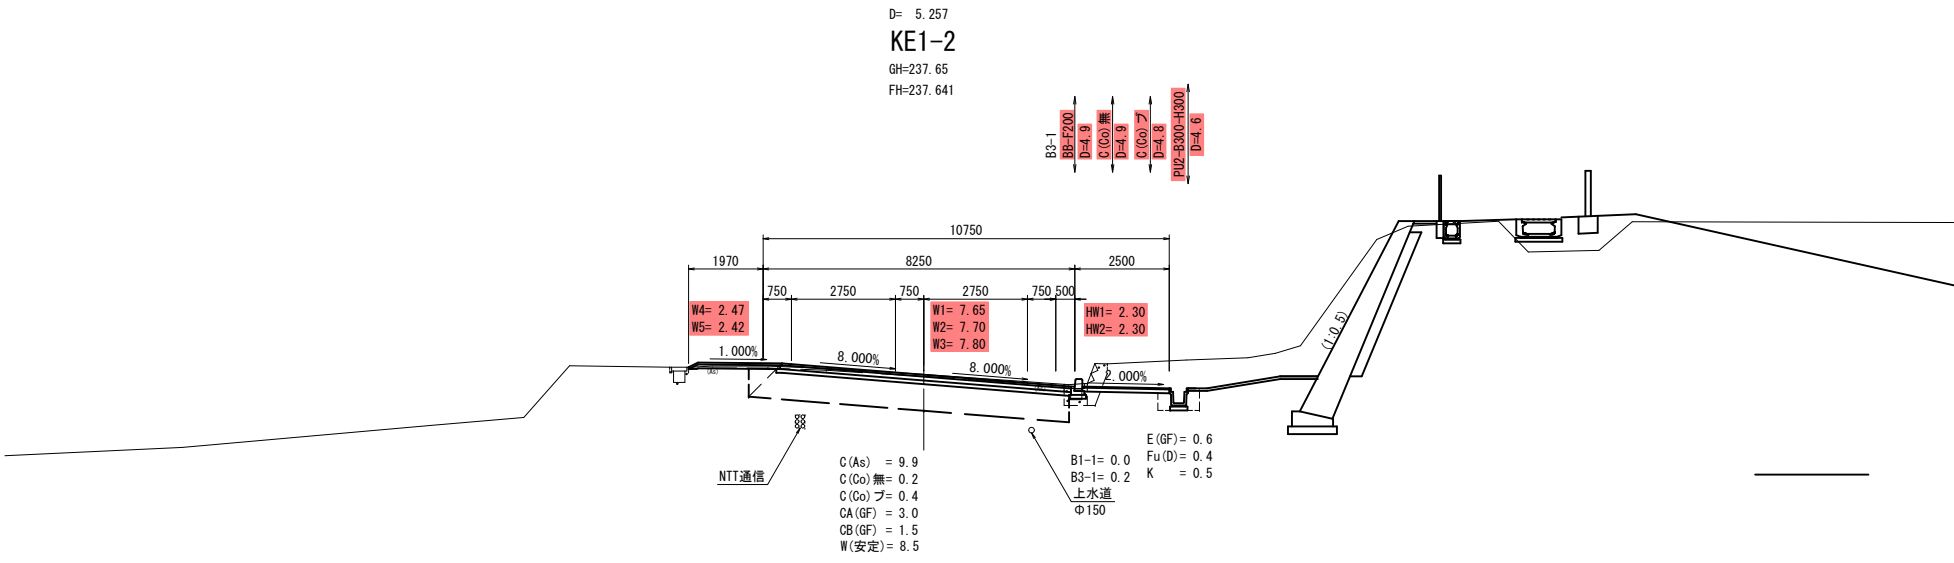 D= 5.257
KE1-2
GH=237.65
FH=237.641
B3-1
BB-F200
D=4.9
C(Co)無
D=4.9
C(Co)ブ
D=4.8
PU2-B300-H300
D=4.6
10750
1970
8250
2500
750
2750
750
2750
750
500
W4= 2.47
W5= 2.42
W1= 7.65
W2= 7.70
W3= 7.80
HW1= 2.30
HW2= 2.30
1.000%
8.000%
8.000%
2.000%
(As)
(1:0.5)
NTT通信
C(As) = 9.9
C(Co)無= 0.2
C(Co)ブ= 0.4
CA(GF) = 3.0
CB(GF) = 1.5
W(安定)= 8.5
B1-1= 0.0
B3-1= 0.2
上水道
Φ150
E(GF)= 0.6
Fu(D)= 0.4
K = 0.5